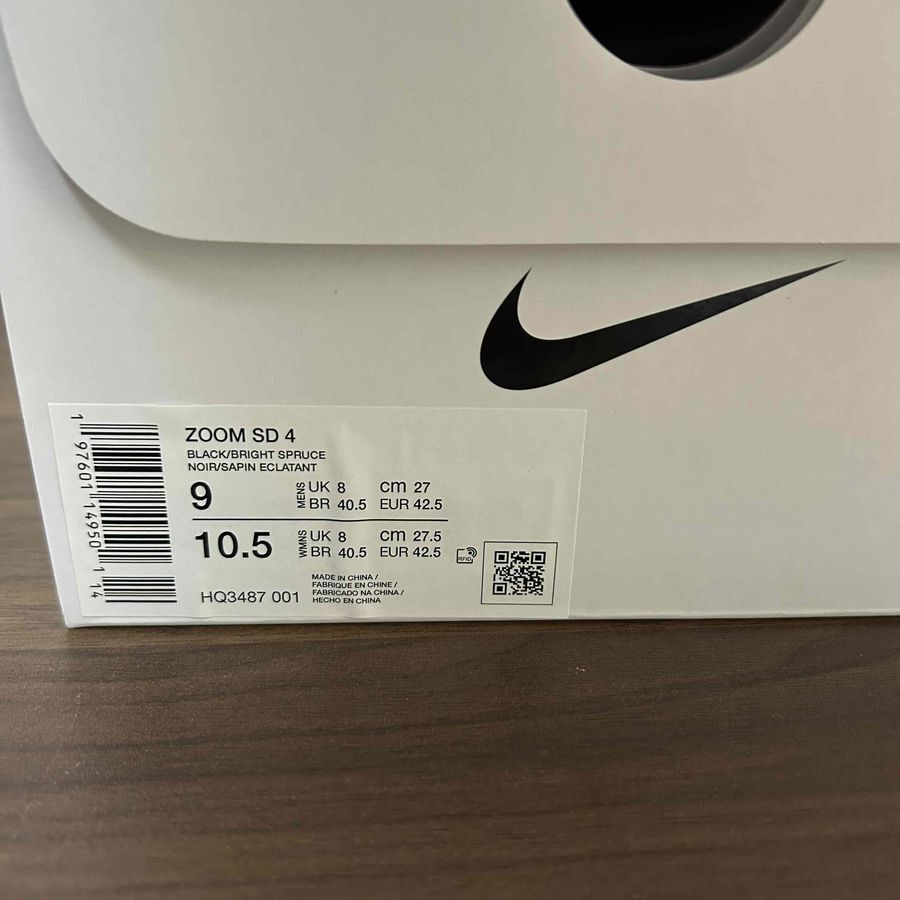 ZOOM SD 4
BLACK/BRIGHT SPRUCE
NOIR/SAPIN ECLATANT
9 MENS UK 8 cm 27
BR 40.5 EUR 42.5
10.5 WMNS UK 8 cm 27.5
BR 40.5 EUR 42.5
RFID
HQ3487 001
MADE IN CHINA /
FABRIQUE EN CHINE /
FABRICADO NA CHINA /
HECHO EN CHINA
1 97601 14950 1 4